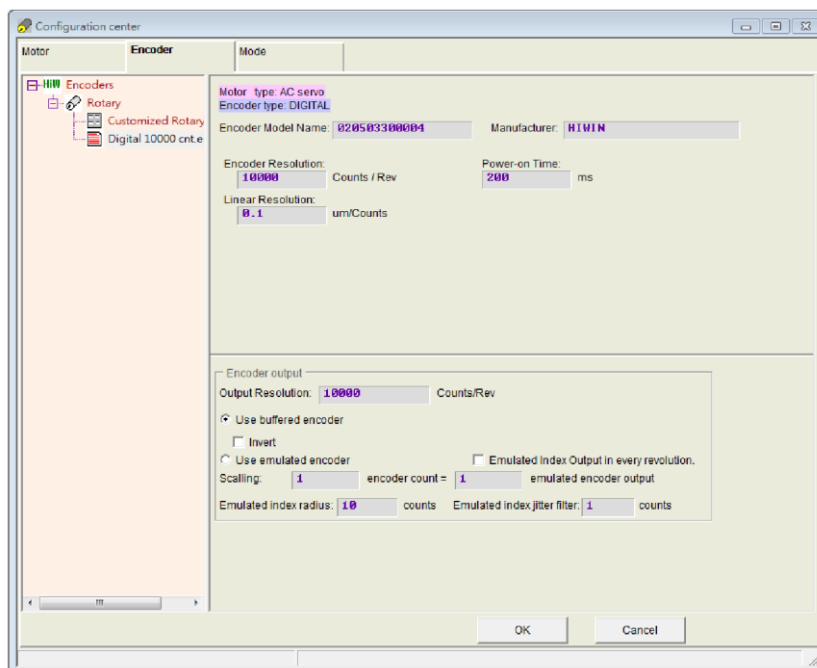 Configuration center
Motor Encoder Mode
HiW Encoders
Rotary
Customized Rotary
Digital 10000 cnt.e
Motor type: AC servo
Encoder type: DIGITAL
Encoder Model Name: 020503300004 Manufacturer: HIWIN
Encoder Resolution: Power-on Time:
10000 Counts / Rev 200 ms
Linear Resolution:
0.1 um/Counts
Encoder output
Output Resolution: 10000 Counts/Rev
Use buffered encoder
Invert
Use emulated encoder Emulated Index Output in every revolution.
Scalling: 1 encoder count = 1 emulated encoder output
Emulated index radius: 10 counts Emulated index jitter filter: 1 counts
OK Cancel